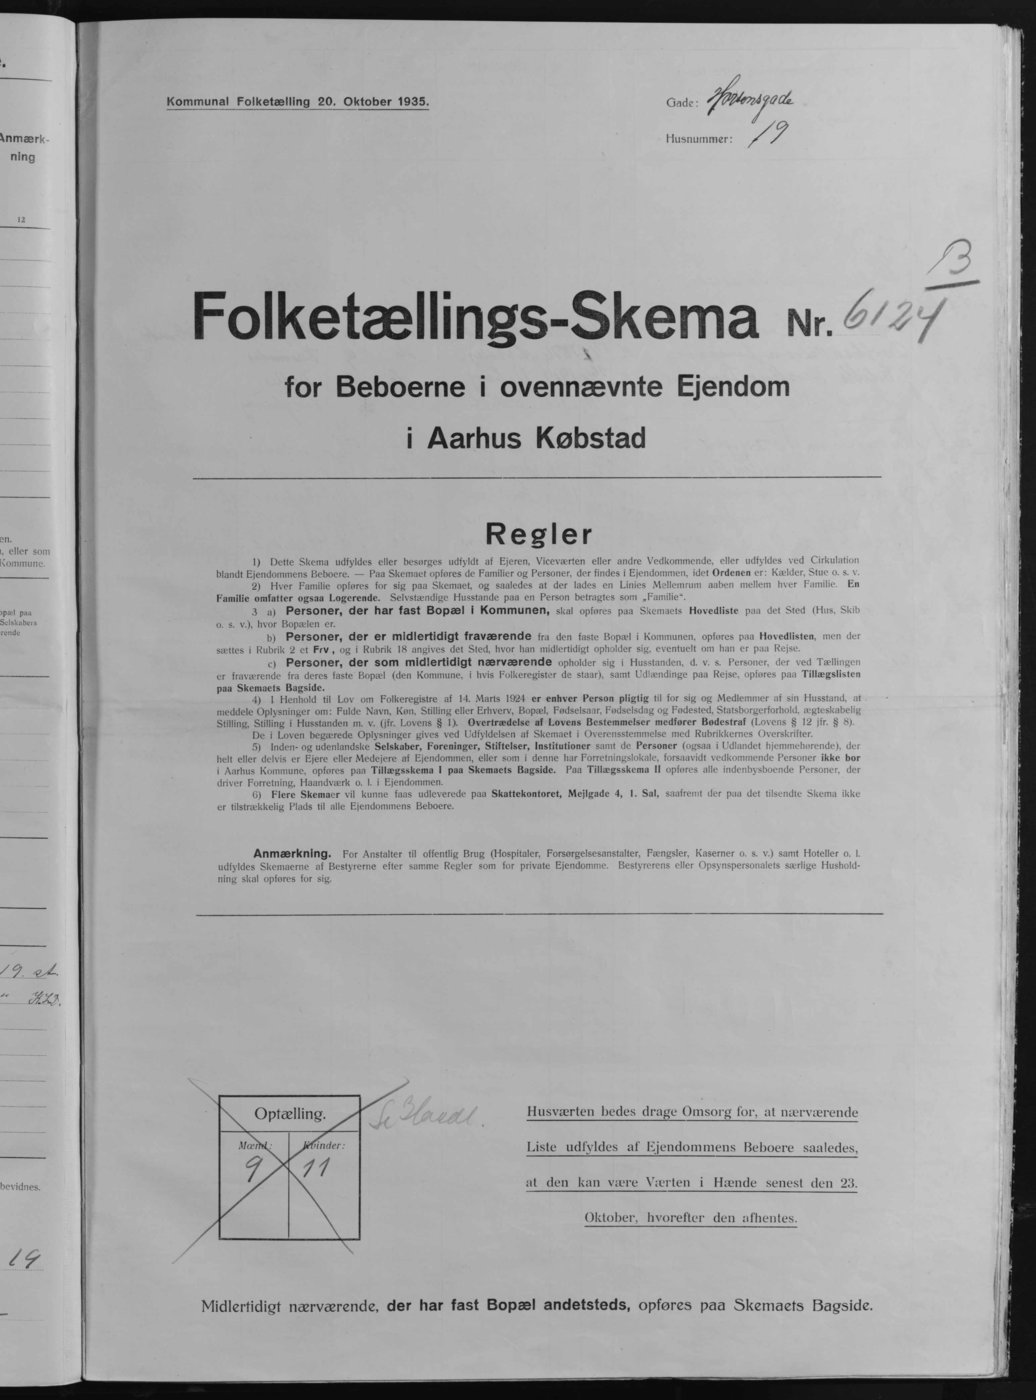 Kommunal Folketælling 20. Oktober 1935.
Gade: Horsensgade
Husnummer: 19
B
Folketællings-Skema Nr. 6124
for Beboerne i ovennævnte Ejendom
i Aarhus Købstad
Regler
1) Dette Skema udfyldes eller besørges udfyldt af Ejeren, Viceværten eller andre Vedkommende, eller udfyldes ved Cirkulation
blandt Ejendommens Beboere. — Paa Skemaet opføres de Familier og Personer, der findes i Ejendommen, idet Ordenen er: Kælder, Stue o. s. v.
2) Hver Familie opføres for sig paa Skemaet, og saaledes at der lades en Linies Mellemrum aaben mellem hver Familie. En
Familie omfatter ogsaa Logerende. Selvstændige Husstande paa en Person betragtes som „Familie“.
3 a) Personer, der har fast Bopæl i Kommunen, skal opføres paa Skemaets Hovedliste paa det Sted (Hus, Skib
o. s. v.), hvor Bopælen er.
b) Personer, der er midlertidigt fraværende fra den faste Bopæl i Kommunen, opføres paa Hovedlisten, men der
sættes i Rubrik 2 et Frv, og i Rubrik 18 angives det Sted, hvor han midlertidigt opholder sig, eventuelt om han er paa Rejse.
c) Personer, der som midlertidigt nærværende opholder sig i Husstanden, d. v. s. Personer, der ved Tællingen
er fraværende fra deres faste Bopæl (den Kommune, i hvis Folkeregister de staar), samt Udlændinge paa Rejse, opføres paa Tillægslisten
paa Skemaets Bagside.
4) I Henhold til Lov om Folkeregistre af 14. Marts 1924 er enhver Person pligtig til for sig og Medlemmer af sin Husstand, at
meddele Oplysninger om: Fulde Navn, Køn, Stilling eller Erhverv, Bopæl, Fødselsaar, Fødselsdag og Fødested, Statsborgerforhold, ægteskabelig
Stilling, Stilling i Husstanden m. v. (jfr. Lovens § 1). Overtrædelse af Lovens Bestemmelser medfører Bødestraf (Lovens § 12 jfr. § 8).
De i Loven begærede Oplysninger gives ved Udfyldelsen af Skemaet i Overensstemmelse med Rubrikkernes Overskrifter.
5) Inden- og udenlandske Selskaber, Foreninger, Stiftelser, Institutioner samt de Personer (ogsaa i Udlandet hjemmehørende), der
helt eller delvis er Ejere eller Medejere af Ejendommen, eller som i denne har Forretningslokale, forsaavidt vedkommende Personer ikke bor
i Aarhus Kommune, opføres paa Tillægsskema I paa Skemaets Bagside. Paa Tillægsskema II opføres alle indenbysboende Personer, der
driver Forretning, Haandværk o. l. i Ejendommen.
6) Flere Skemaer vil kunne faas udleverede paa Skattekontoret, Mejlgade 4, 1. Sal, saafremt der paa det tilsendte Skema ikke
er tilstrækkelig Plads til alle Ejendommens Beboere.
Anmærkning. For Anstalter til offentlig Brug (Hospitaler, Forsørgelsesanstalter, Fængsler, Kaserner o. s. v.) samt Hoteller o. l.
udfyldes Skemaerne af Bestyrerne efter samme Regler som for private Ejendomme. Bestyrerens eller Opsynspersonalets særlige Hushold-
ning skal opføres for sig.
Optælling.
Mænd: Kvinder:
9 11
Husværten bedes drage Omsorg for, at nærværende
Liste udfyldes af Ejendommens Beboere saaledes,
at den kan være Værten i Hænde senest den 23.
Oktober, hvorefter den afhentes.
Midlertidigt nærværende, der har fast Bopæl andetsteds, opføres paa Skemaets Bagside.
Anmærk-
ning
12
en.
, eller som
Kommune.
opæl paa
Selskabers
rende
19. st.
bevidnes.
19